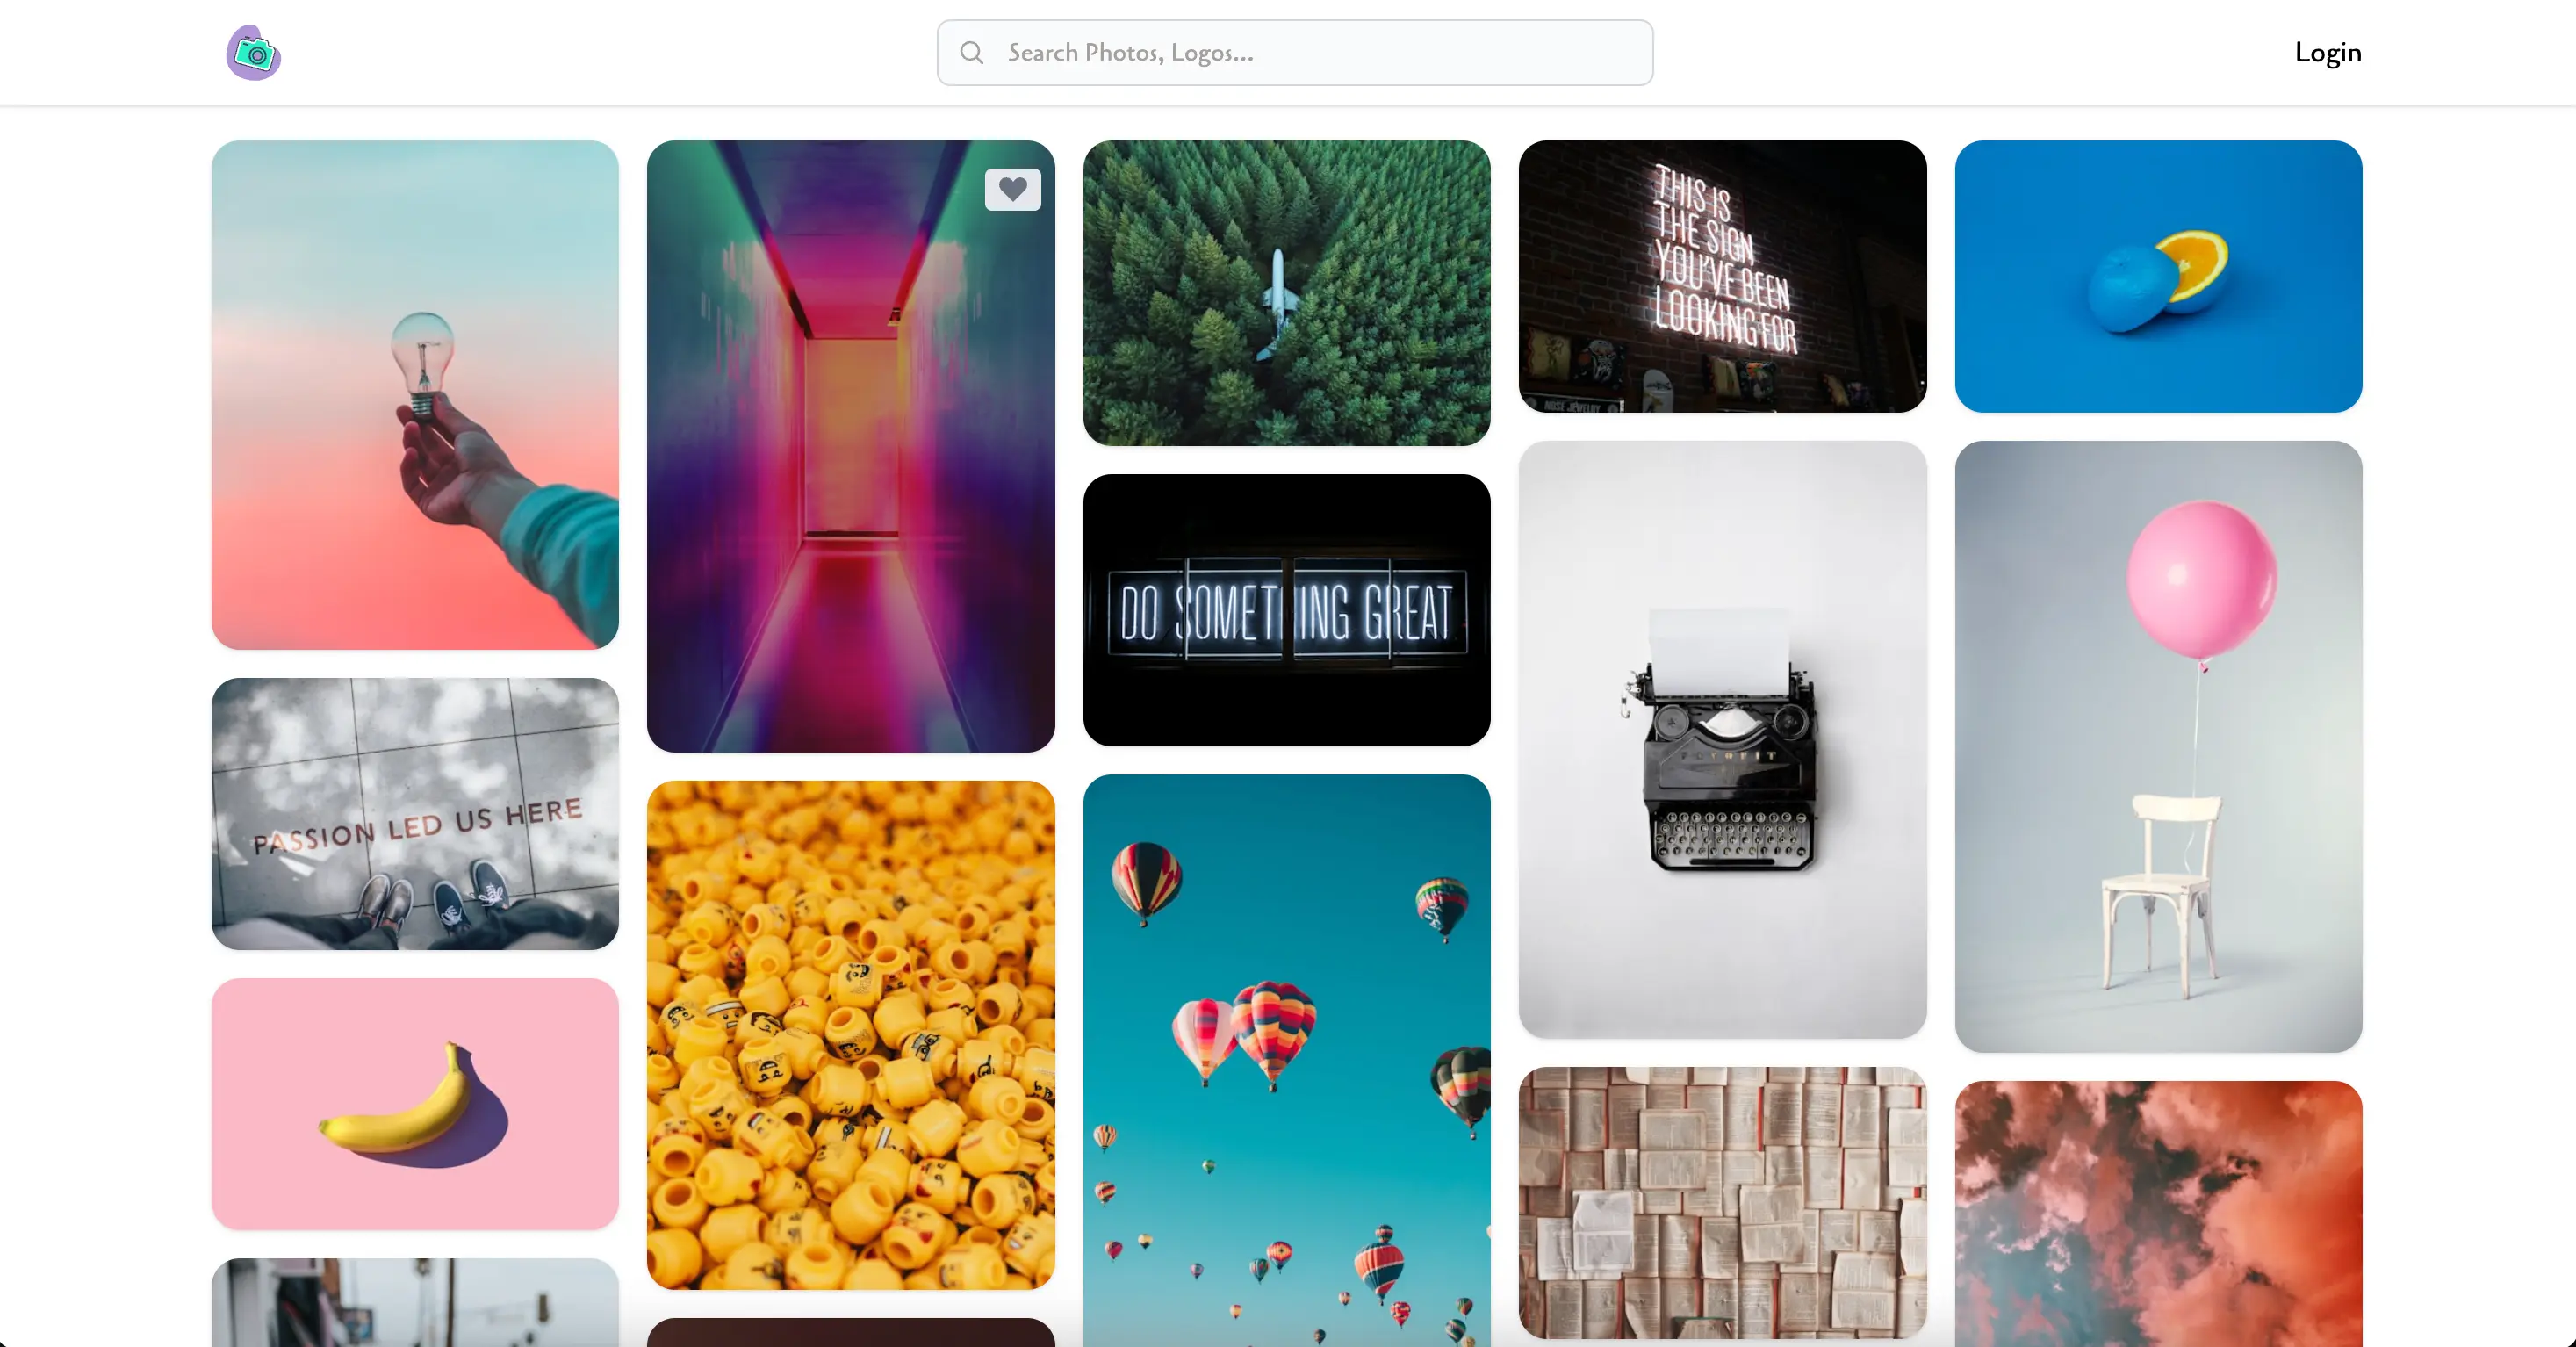 Search Photos, Logos...
Login
THIS IS
THE SIGN
YOU'VE BEEN
LOOKING FOR
DO SOMETHING GREAT
PASSION LED US HERE